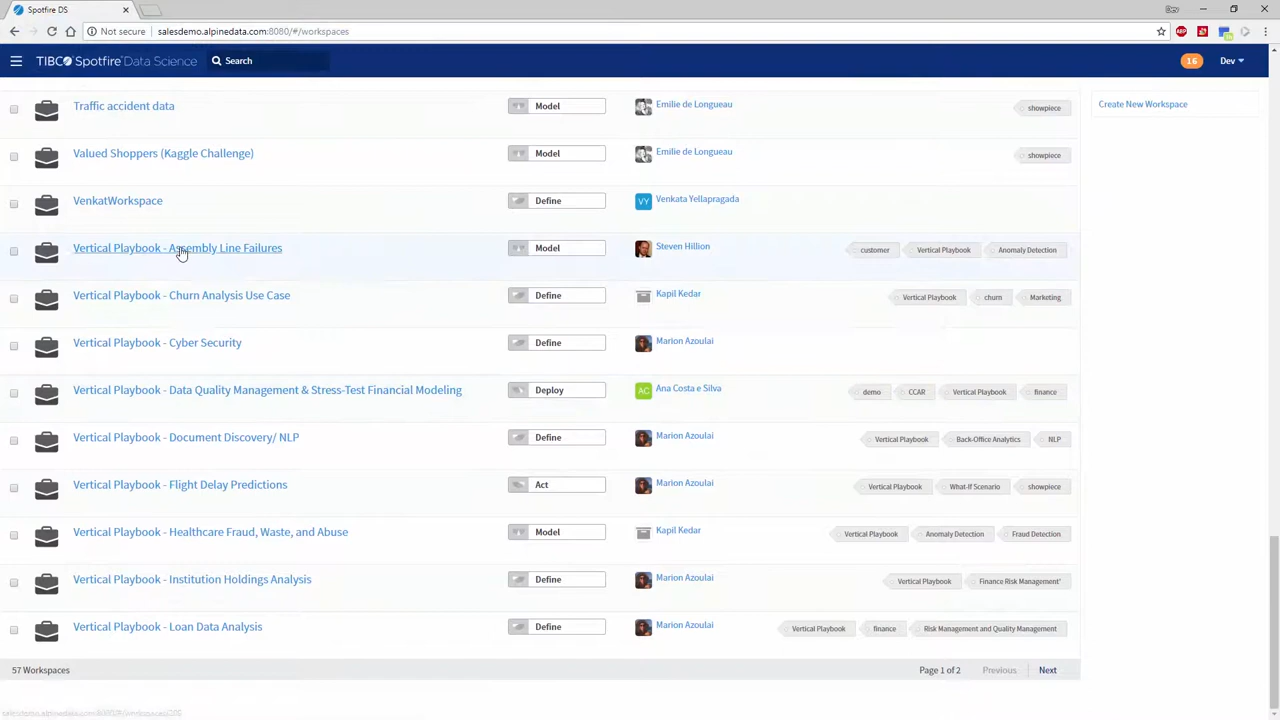 Spotfire DS
Dev
Not secure | salesdemo.alpinedata.com:8080/#/workspaces
TIBCO Spotfire Data Science
Search
16
Dev
Traffic accident data
Model
Emilie de Longueau
showpiece
Create New Workspace
Valued Shoppers (Kaggle Challenge)
Model
Emilie de Longueau
showpiece
VenkatWorkspace
Define
VY
Venkata Yellapragada
Vertical Playbook - Assembly Line Failures
Model
Steven Hillion
customer
Vertical Playbook
Anomaly Detection
Vertical Playbook - Churn Analysis Use Case
Define
Kapil Kedar
Vertical Playbook
churn
Marketing
Vertical Playbook - Cyber Security
Define
Marion Azoulai
Vertical Playbook - Data Quality Management & Stress-Test Financial Modeling
Deploy
AC
Ana Costa e Silva
demo
CCAR
Vertical Playbook
finance
Vertical Playbook - Document Discovery/ NLP
Define
Marion Azoulai
Vertical Playbook
Back-Office Analytics
NLP
Vertical Playbook - Flight Delay Predictions
Act
Marion Azoulai
Vertical Playbook
What-If Scenario
showpiece
Vertical Playbook - Healthcare Fraud, Waste, and Abuse
Model
Kapil Kedar
Vertical Playbook
Anomaly Detection
Fraud Detection
Vertical Playbook - Institution Holdings Analysis
Define
Marion Azoulai
Vertical Playbook
Finance Risk Management'
Vertical Playbook - Loan Data Analysis
Define
Marion Azoulai
Vertical Playbook
finance
Risk Management and Quality Management
57 Workspaces
Page 1 of 2
Previous
Next